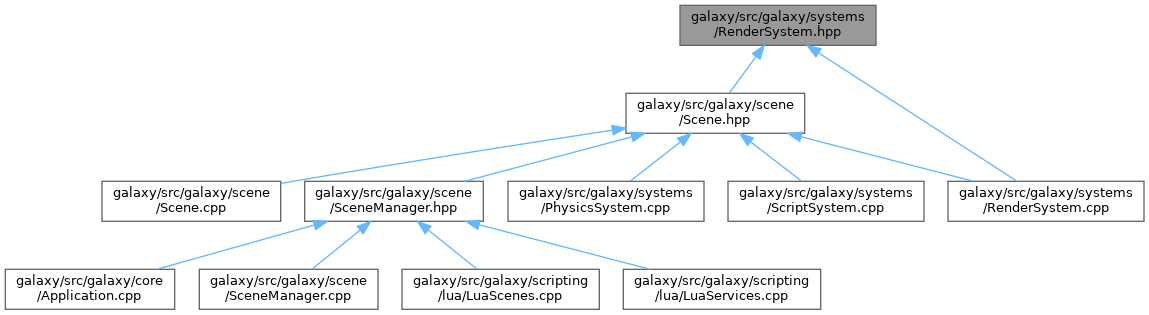 galaxy/src/galaxy/systems
/RenderSystem.hpp
galaxy/src/galaxy/scene
/Scene.hpp
galaxy/src/galaxy/scene
/Scene.cpp
galaxy/src/galaxy/scene
/SceneManager.hpp
galaxy/src/galaxy/systems
/PhysicsSystem.cpp
galaxy/src/galaxy/systems
/ScriptSystem.cpp
galaxy/src/galaxy/systems
/RenderSystem.cpp
galaxy/src/galaxy/core
/Application.cpp
galaxy/src/galaxy/scene
/SceneManager.cpp
galaxy/src/galaxy/scripting
/lua/LuaScenes.cpp
galaxy/src/galaxy/scripting
/lua/LuaServices.cpp